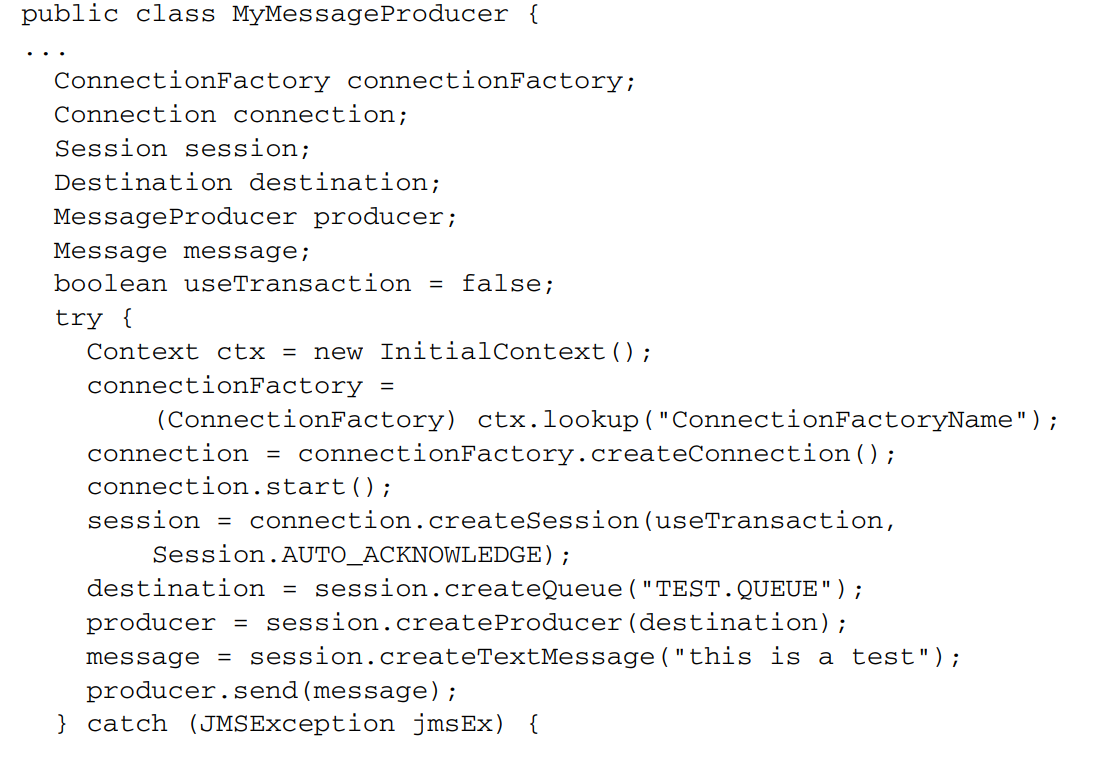 public class MyMessageProducer {
...
  ConnectionFactory connectionFactory;
  Connection connection;
  Session session;
  Destination destination;
  MessageProducer producer;
  Message message;
  boolean useTransaction = false;
  try {
    Context ctx = new InitialContext();
    connectionFactory =
        (ConnectionFactory) ctx.lookup("ConnectionFactoryName");
    connection = connectionFactory.createConnection();
    connection.start();
    session = connection.createSession(useTransaction,
        Session.AUTO_ACKNOWLEDGE);
    destination = session.createQueue("TEST.QUEUE");
    producer = session.createProducer(destination);
    message = session.createTextMessage("this is a test");
    producer.send(message);
  } catch (JMSException jmsEx) {